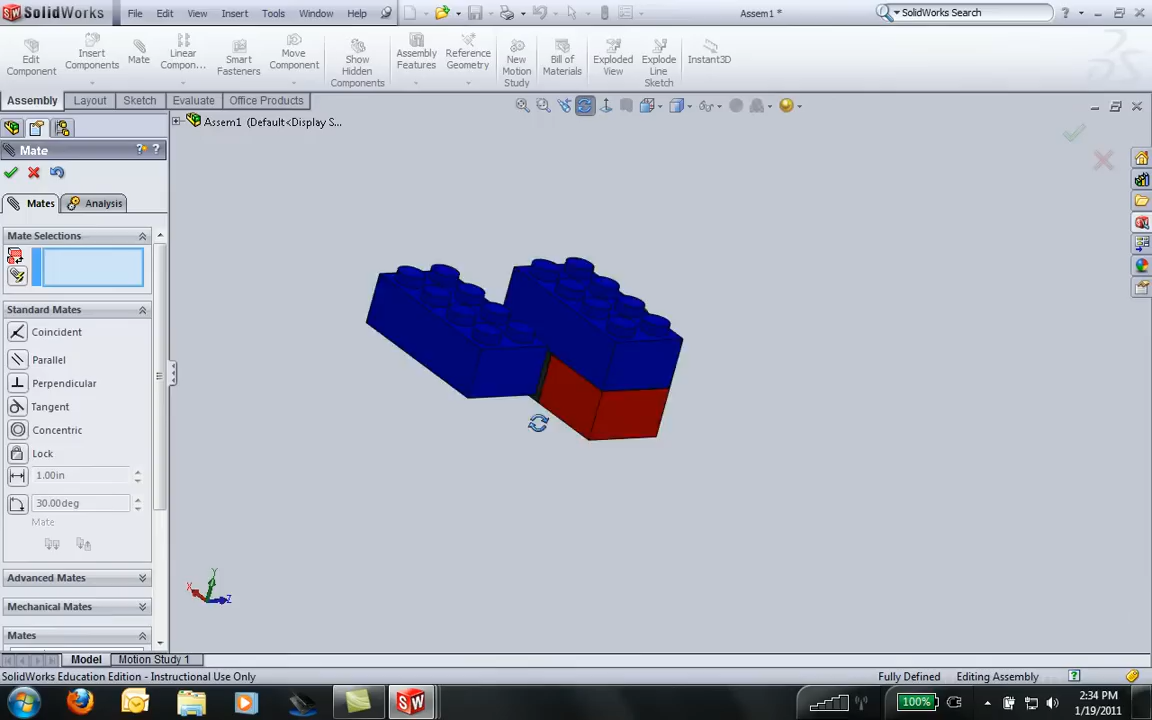 SolidWorks File Edit View Insert Tools Window Help Assem1 * SolidWorks Search
Edit Component
Insert Components
Mate
Linear Compon...
Smart Fasteners
Move Component
Show Hidden Components
Assembly Features
Reference Geometry
New Motion Study
Bill of Materials
Exploded View
Explode Line Sketch
Instant3D
Assembly Layout Sketch Evaluate Office Products
Assem1 (Default<Display S...
Mate
Mates Analysis
Mate Selections
Standard Mates
Coincident
Parallel
Perpendicular
Tangent
Concentric
Lock
1.00in
30.00deg
Mate
Advanced Mates
Mechanical Mates
Mates
X Y Z
Model Motion Study 1
SolidWorks Education Edition - Instructional Use Only Fully Defined Editing Assembly
100% 2:34 PM
1/19/2011